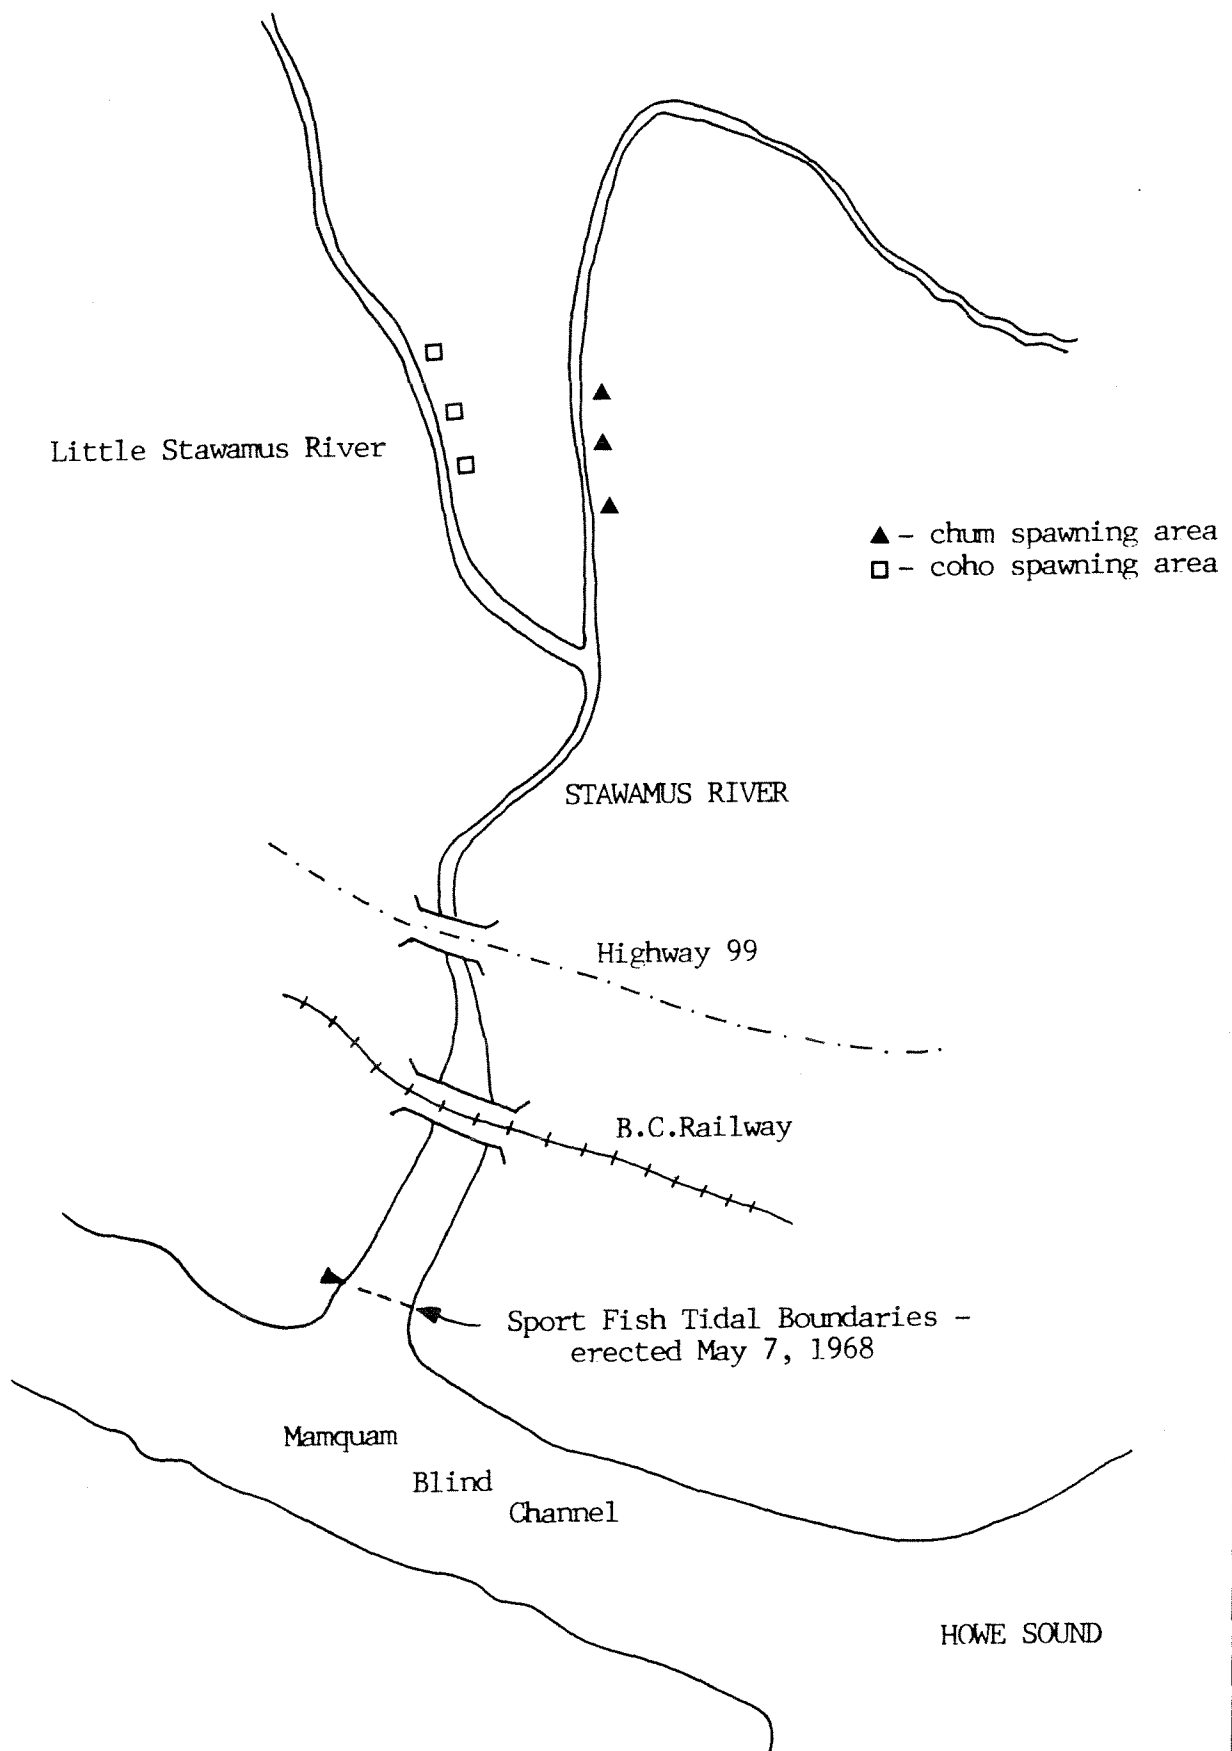 Little Stawamus River
▲ - chum spawning area
□ - coho spawning area
STAWAMUS RIVER
Highway 99
B.C.Railway
Sport Fish Tidal Boundaries -
erected May 7, 1968
Mamquam
Blind
Channel
HOWE SOUND